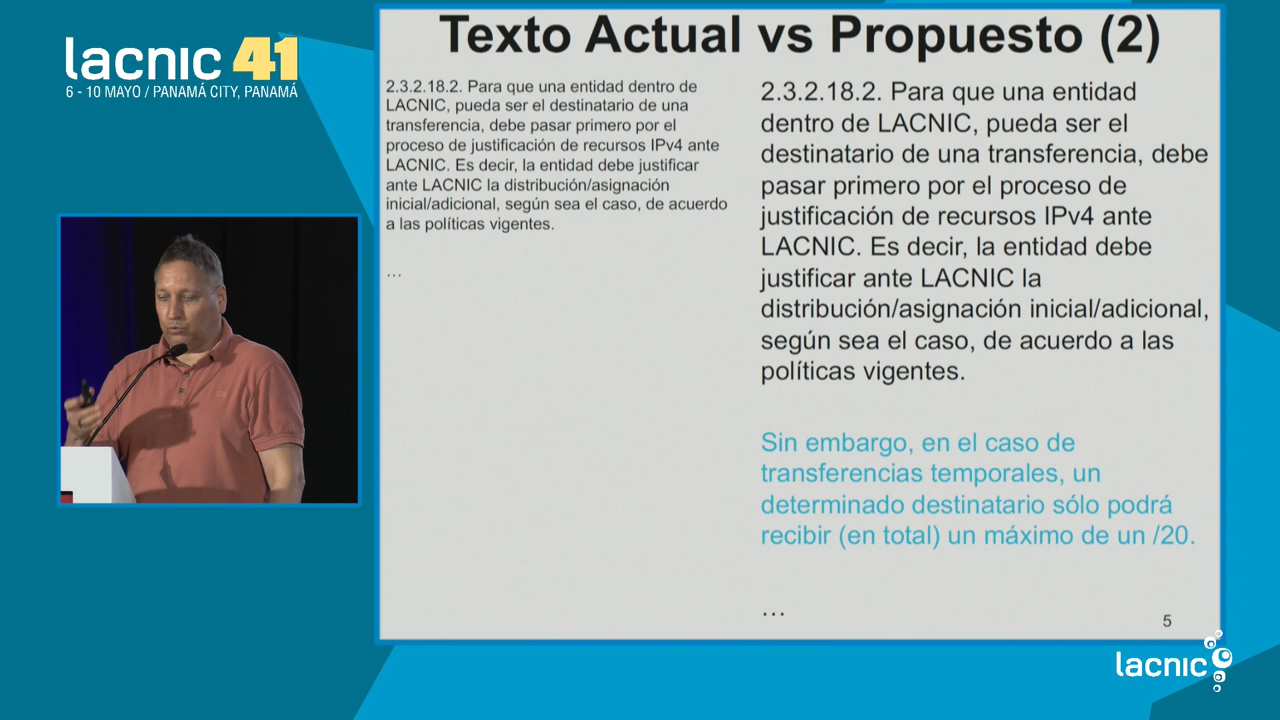 lacnic 41
6 - 10 MAYO / PANAMÁ CITY, PANAMÁ
Texto Actual vs Propuesto (2)
2.3.2.18.2. Para que una entidad dentro de
LACNIC, pueda ser el destinatario de una
transferencia, debe pasar primero por el
proceso de justificación de recursos IPv4 ante
LACNIC. Es decir, la entidad debe justificar
ante LACNIC la distribución/asignación
inicial/adicional, según sea el caso, de acuerdo
a las políticas vigentes.
...
2.3.2.18.2. Para que una entidad
dentro de LACNIC, pueda ser el
destinatario de una transferencia, debe
pasar primero por el proceso de
justificación de recursos IPv4 ante
LACNIC. Es decir, la entidad debe
justificar ante LACNIC la
distribución/asignación inicial/adicional,
según sea el caso, de acuerdo a las
políticas vigentes.
Sin embargo, en el caso de
transferencias temporales, un
determinado destinatario sólo podrá
recibir (en total) un máximo de un /20.
...
5
lacnic